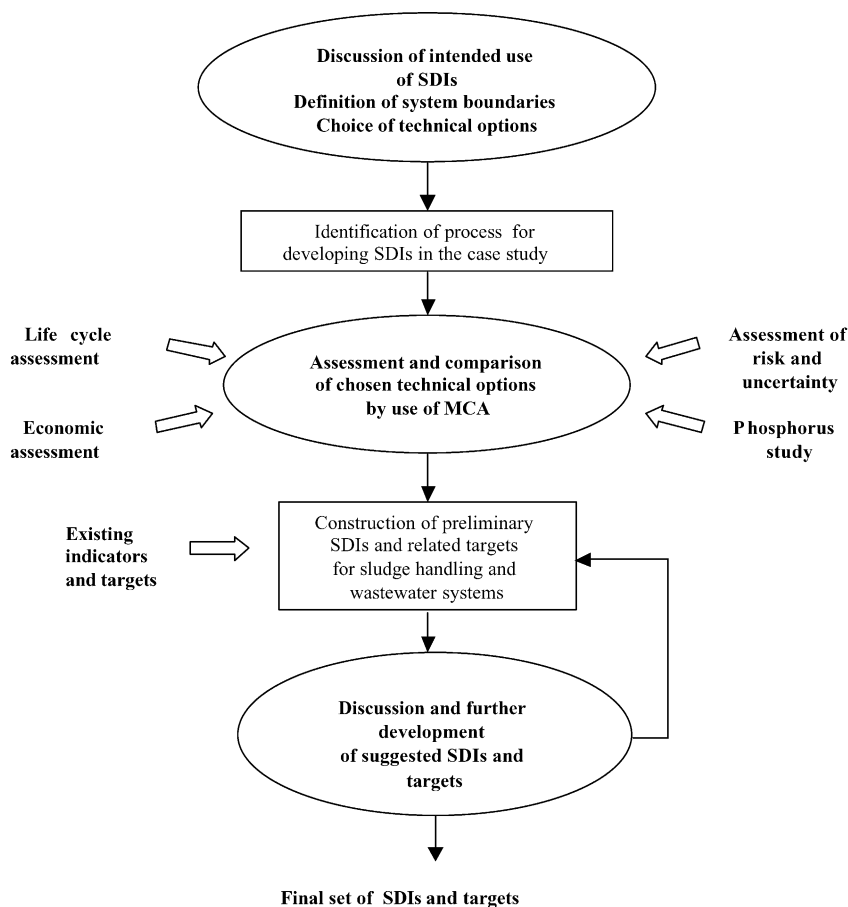 Discussion of intended use
of SDIs
Definition of system boundaries
Choice of technical options
Identification of process for
developing SDIs in the case study
Life cycle
assessment
Assessment of
risk and
uncertainty
Assessment and comparison
of chosen technical options
by use of MCA
Economic
assessment
Phosphorus
study
Existing
indicators
and targets
Construction of preliminary
SDIs and related targets
for sludge handling and
wastewater systems
Discussion and further
development
of suggested SDIs and
targets
Final set of SDIs and targets